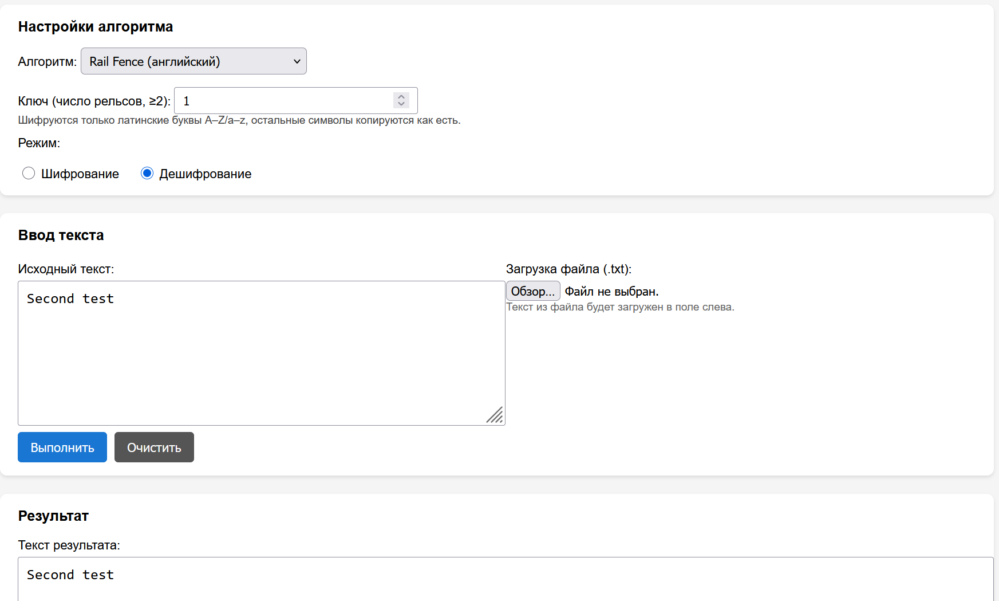 Настройки алгоритма
Алгоритм: Rail Fence (английский)
Ключ (число рельсов, ≥2): 1
Шифруются только латинские буквы A–Z/a–z, остальные символы копируются как есть.
Режим:
Шифрование Дешифрование
Ввод текста
Исходный текст:
Second test
Загрузка файла (.txt):
Обзор... Файл не выбран.
Текст из файла будет загружен в поле слева.
Выполнить Очистить
Результат
Текст результата:
Second test